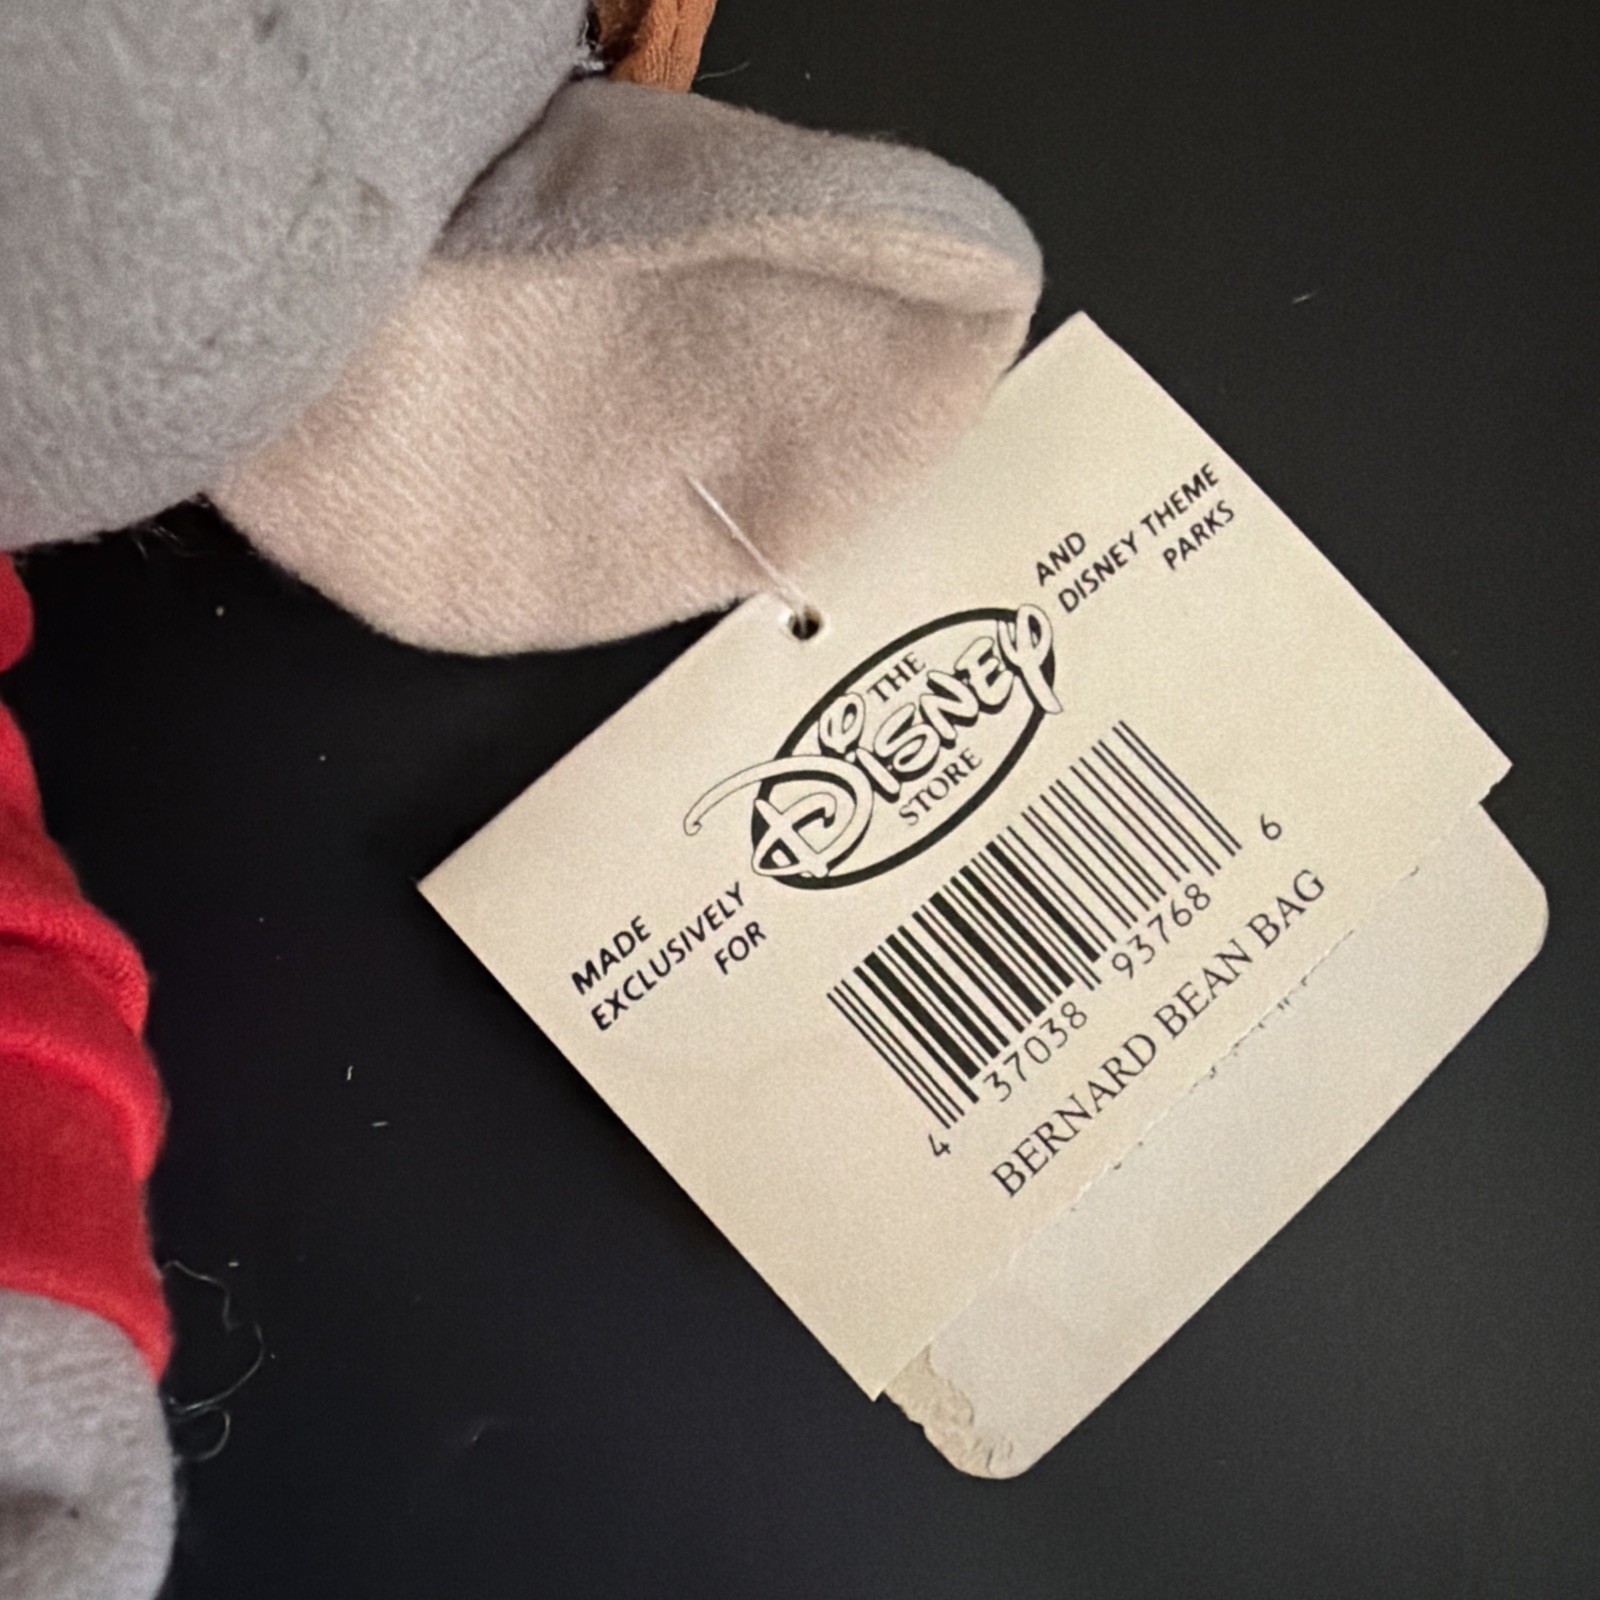 MADE
EXCLUSIVELY
FOR
THE
DISNEY
STORE
AND
DISNEY THEME
PARKS
4 37038 93768 6
BERNARD BEAN BAG